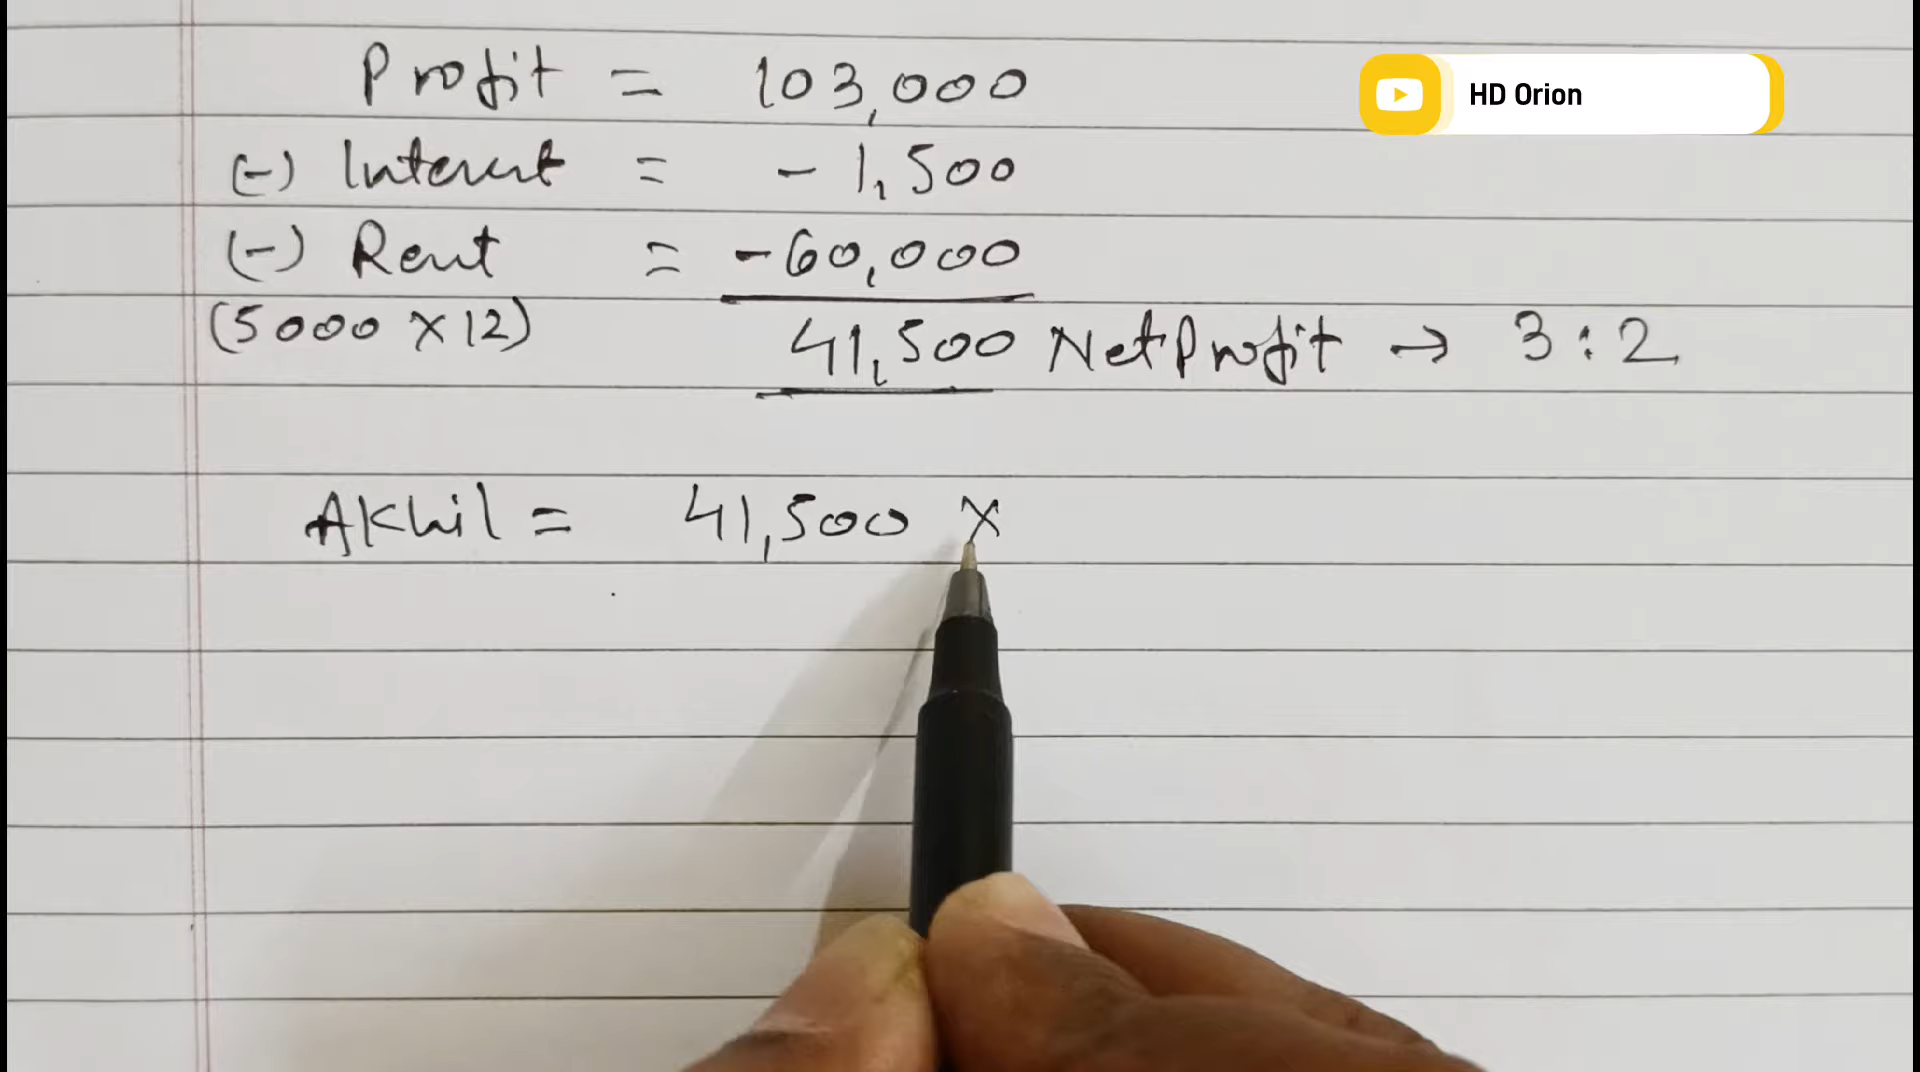 Profit = 103,000
HD Orion
(-) Interest = - 1,500
(-) Rent = -60,000
(5000 X 12)
41,500 Net Profit → 3 : 2
Akhil = 41,500 X